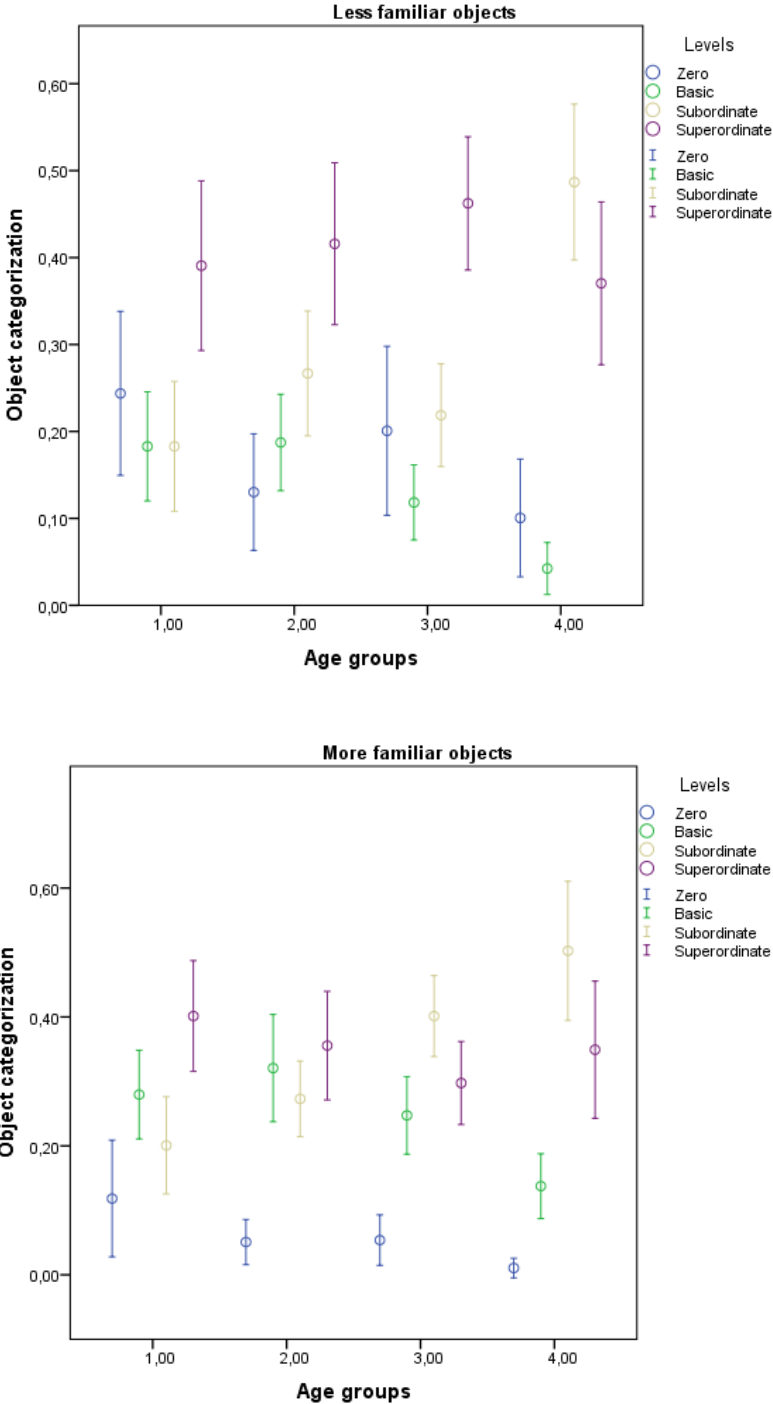 Less familiar objects
Levels
Zero
Basic
Subordinate
Superordinate
Zero
Basic
Subordinate
Superordinate
Object categorization
0,60
0,50
0,40
0,30
0,20
0,10
0,00
1,00 2,00 3,00 4,00
Age groups
More familiar objects
Levels
Zero
Basic
Subordinate
Superordinate
Zero
Basic
Subordinate
Superordinate
Object categorization
0,60
0,40
0,20
0,00
1,00 2,00 3,00 4,00
Age groups